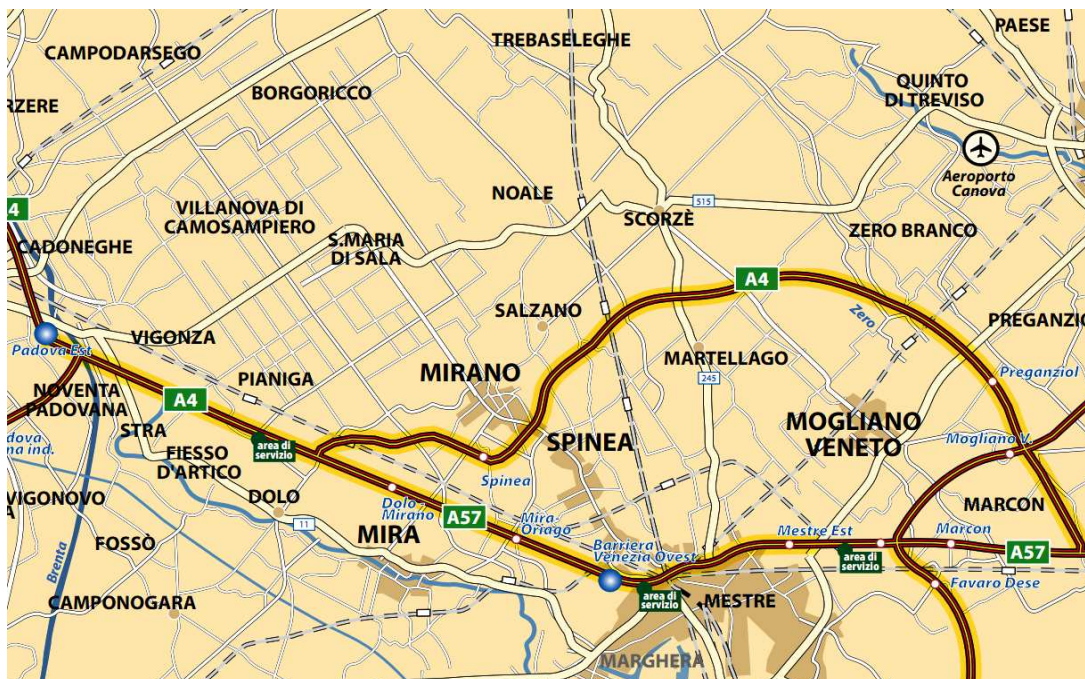 CAMPODARSEGO
TREBASELEGHE
PAESE
RZERE
BORGORICCO
QUINTO
DI TREVISO
Aeroporto
Canova
NOALE
515
SCORZÈ
ZERO BRANCO
4
VILLANOVA DI
CAMOSAMPIERO
CADONEGHE
S.MARIA
DI SALA
A4
SALZANO
Zero
PREGANZIO
VIGONZA
Padova Est
MARTELLAGO
Preganziol
PIANIGA
MIRANO
245
NOVENTA
PADOVANA
A4
MOGLIANO
VENETO
STRA
area di
servizio
SPINEA
Mogliano V.
dova
na ind.
FIESSO
D'ARTICO
Spinea
VIGONOVO
A
DOLO
Dolo-
Mirano
A57
Mira-
Oriago
MARCON
11
MIRA
Mestre Est
Marcon
FOSSÒ
Barriera
Venezia Ovest
area di
servizio
A57
Brenta
Favaro Dese
CAMPONOGARA
area di
servizio
MESTRE
MARGHERA